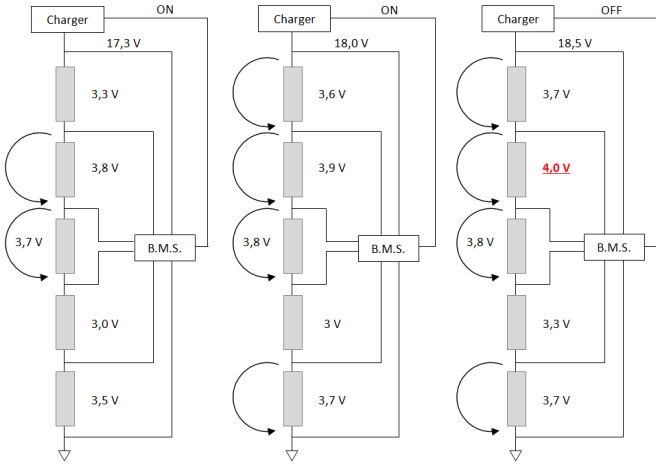 Charger
ON
17,3 V
3,3 V
3,8 V
3,7 V
B.M.S.
3,0 V
3,5 V
Charger
ON
18,0 V
3,6 V
3,9 V
3,8 V
B.M.S.
3 V
3,7 V
Charger
OFF
18,5 V
3,7 V
4,0 V
3,8 V
B.M.S.
3,3 V
3,7 V